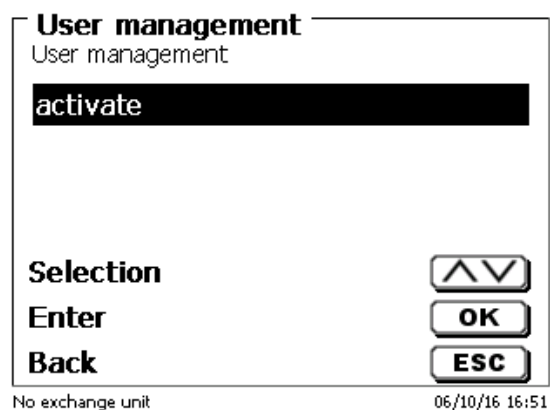 User management
User management
activate
Selection
Enter OK
Back ESC
No exchange unit 06/10/16 16:51